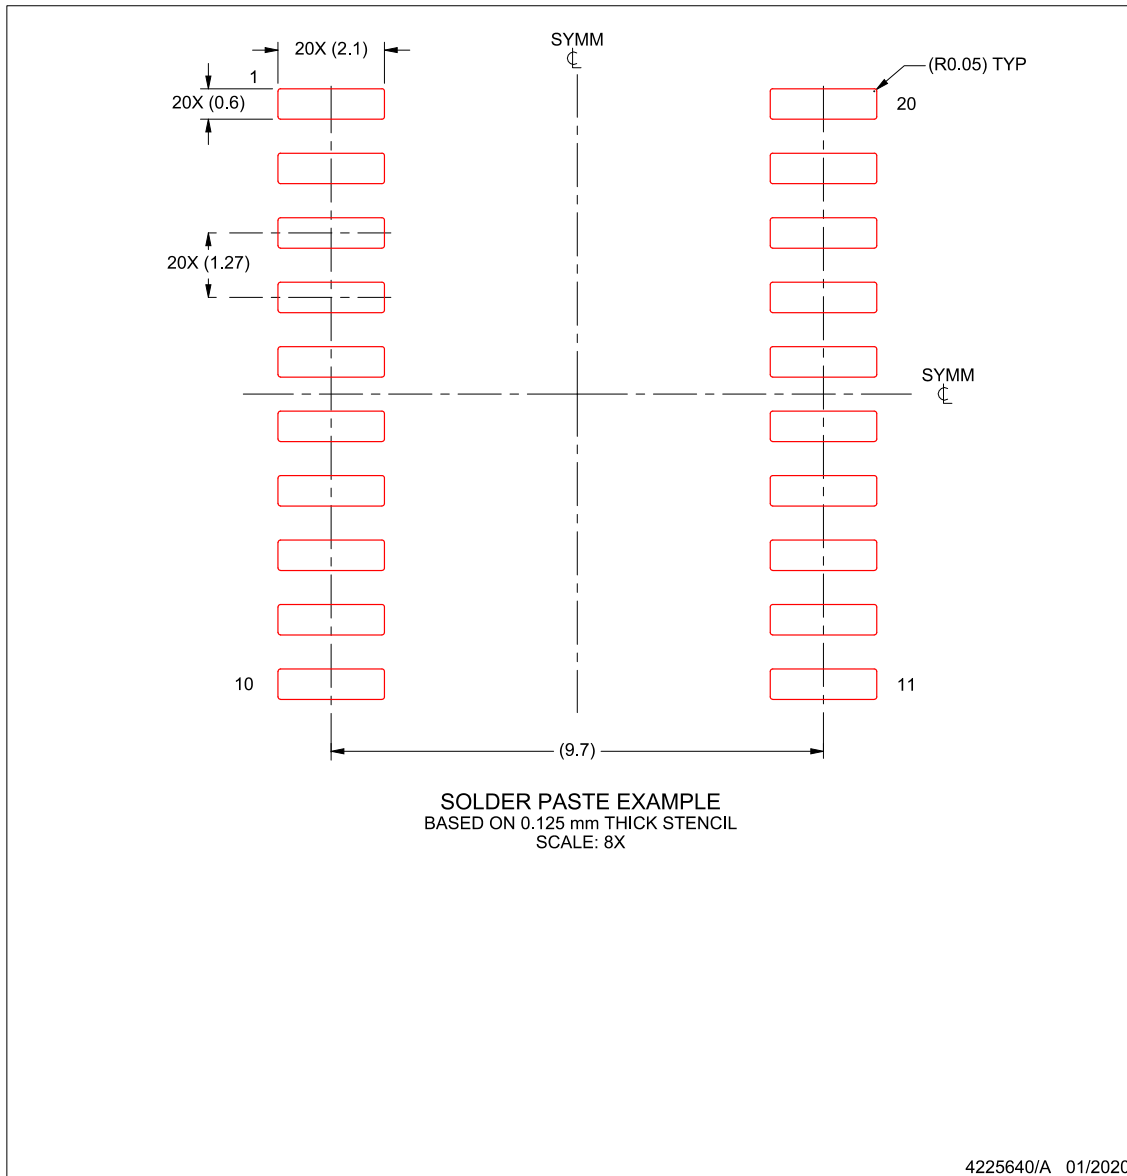 SYMM
℄
20X (2.1)
(R0.05) TYP
1
20X (0.6)
20
20X (1.27)
SYMM
℄
10
11
(9.7)
SOLDER PASTE EXAMPLE
BASED ON 0.125 mm THICK STENCIL
SCALE: 8X
4225640/A 01/2020